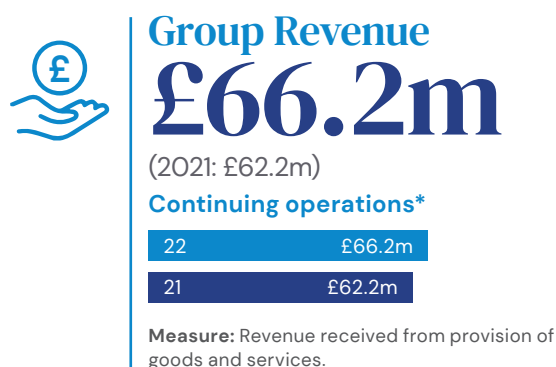 £
Group Revenue
£66.2m
(2021: £62.2m)
Continuing operations*
22 £66.2m
21 £62.2m
Measure: Revenue received from provision of
goods and services.